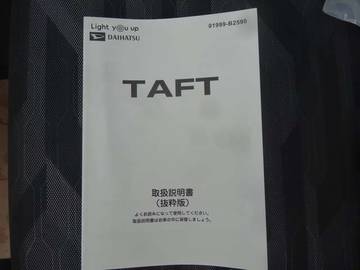 Light you up
DAIHATSU
01999-B2590
TAFT
取扱説明書
（抜粋版）
よくお読みになって使用してください。
取扱説明書はお車の中に保管しましょう。